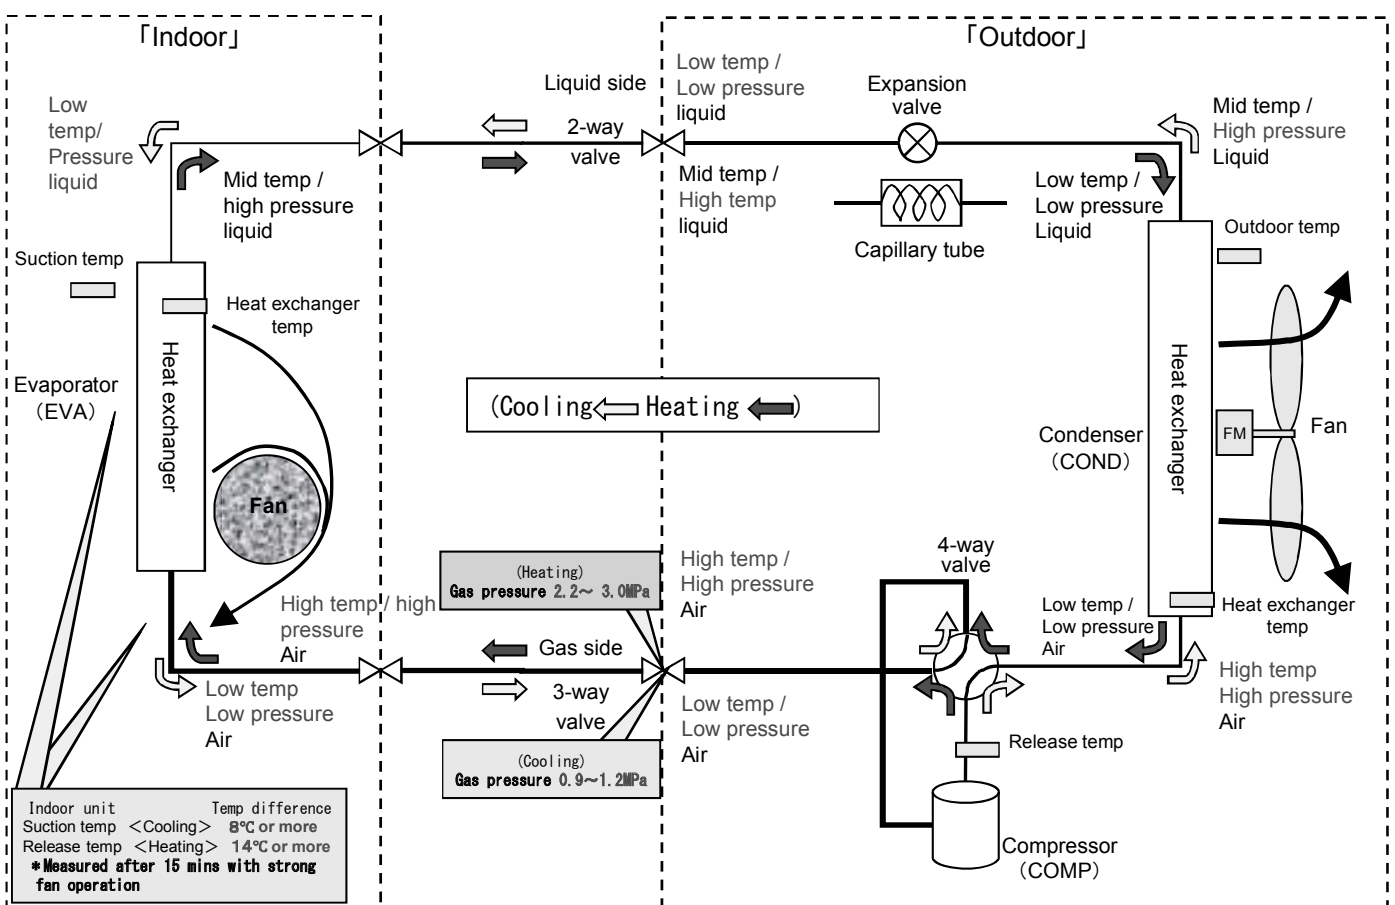 「Indoor」
「Outdoor」
Low
temp/
Pressure
liquid
Mid temp /
high pressure
liquid
Liquid side
2-way
valve
Low temp /
Low pressure
liquid
Mid temp /
High temp
liquid
Expansion
valve
Capillary tube
Mid temp /
High pressure
Liquid
Low temp /
Low pressure
Liquid
Outdoor temp
Suction temp
Heat exchanger
temp
Heat exchanger
Evaporator
（EVA）
Fan
(Cooling Heating )
Condenser
（COND）
Heat exchanger
FM
Fan
Heat exchanger
temp
4-way
valve
(Heating)
Gas pressure 2.2～ 3.0MPa
High temp /
High pressure
Air
High temp / high
pressure
Air
Gas side
3-way
valve
Low temp
Low pressure
Air
Low temp /
Low pressure
Air
Low temp /
Low pressure
Air
High temp
High pressure
Air
(Cooling)
Gas pressure 0.9～1.2MPa
Release temp
Compressor
（COMP）
Indoor unit Temp difference
Suction temp ＜Cooling＞ 8℃ or more
Release temp ＜Heating＞ 14℃ or more
＊Measured after 15 mins with strong
fan operation